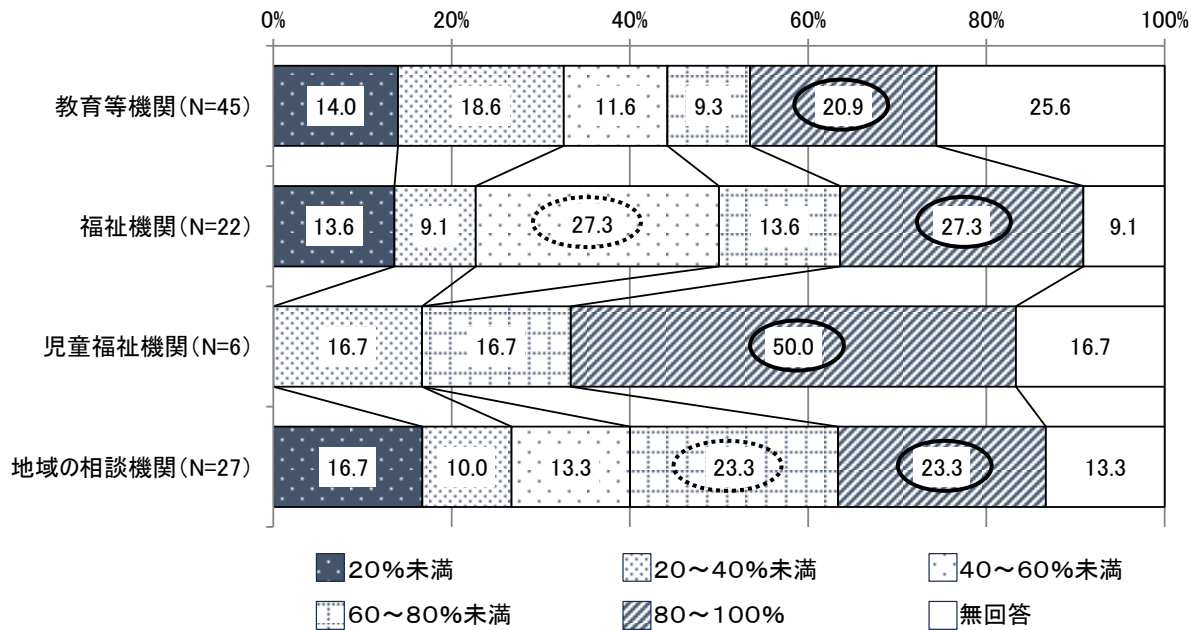 0% 20% 40% 60% 80% 100%
教育等機関(N=45) 14.0 18.6 11.6 9.3 20.9 25.6
福祉機関(N=22) 13.6 9.1 27.3 13.6 27.3 9.1
児童福祉機関(N=6) 16.7 16.7 50.0 16.7
地域の相談機関(N=27) 16.7 10.0 13.3 23.3 23.3 13.3
20%未満 20～40%未満 40～60%未満
60～80%未満 80～100% 無回答